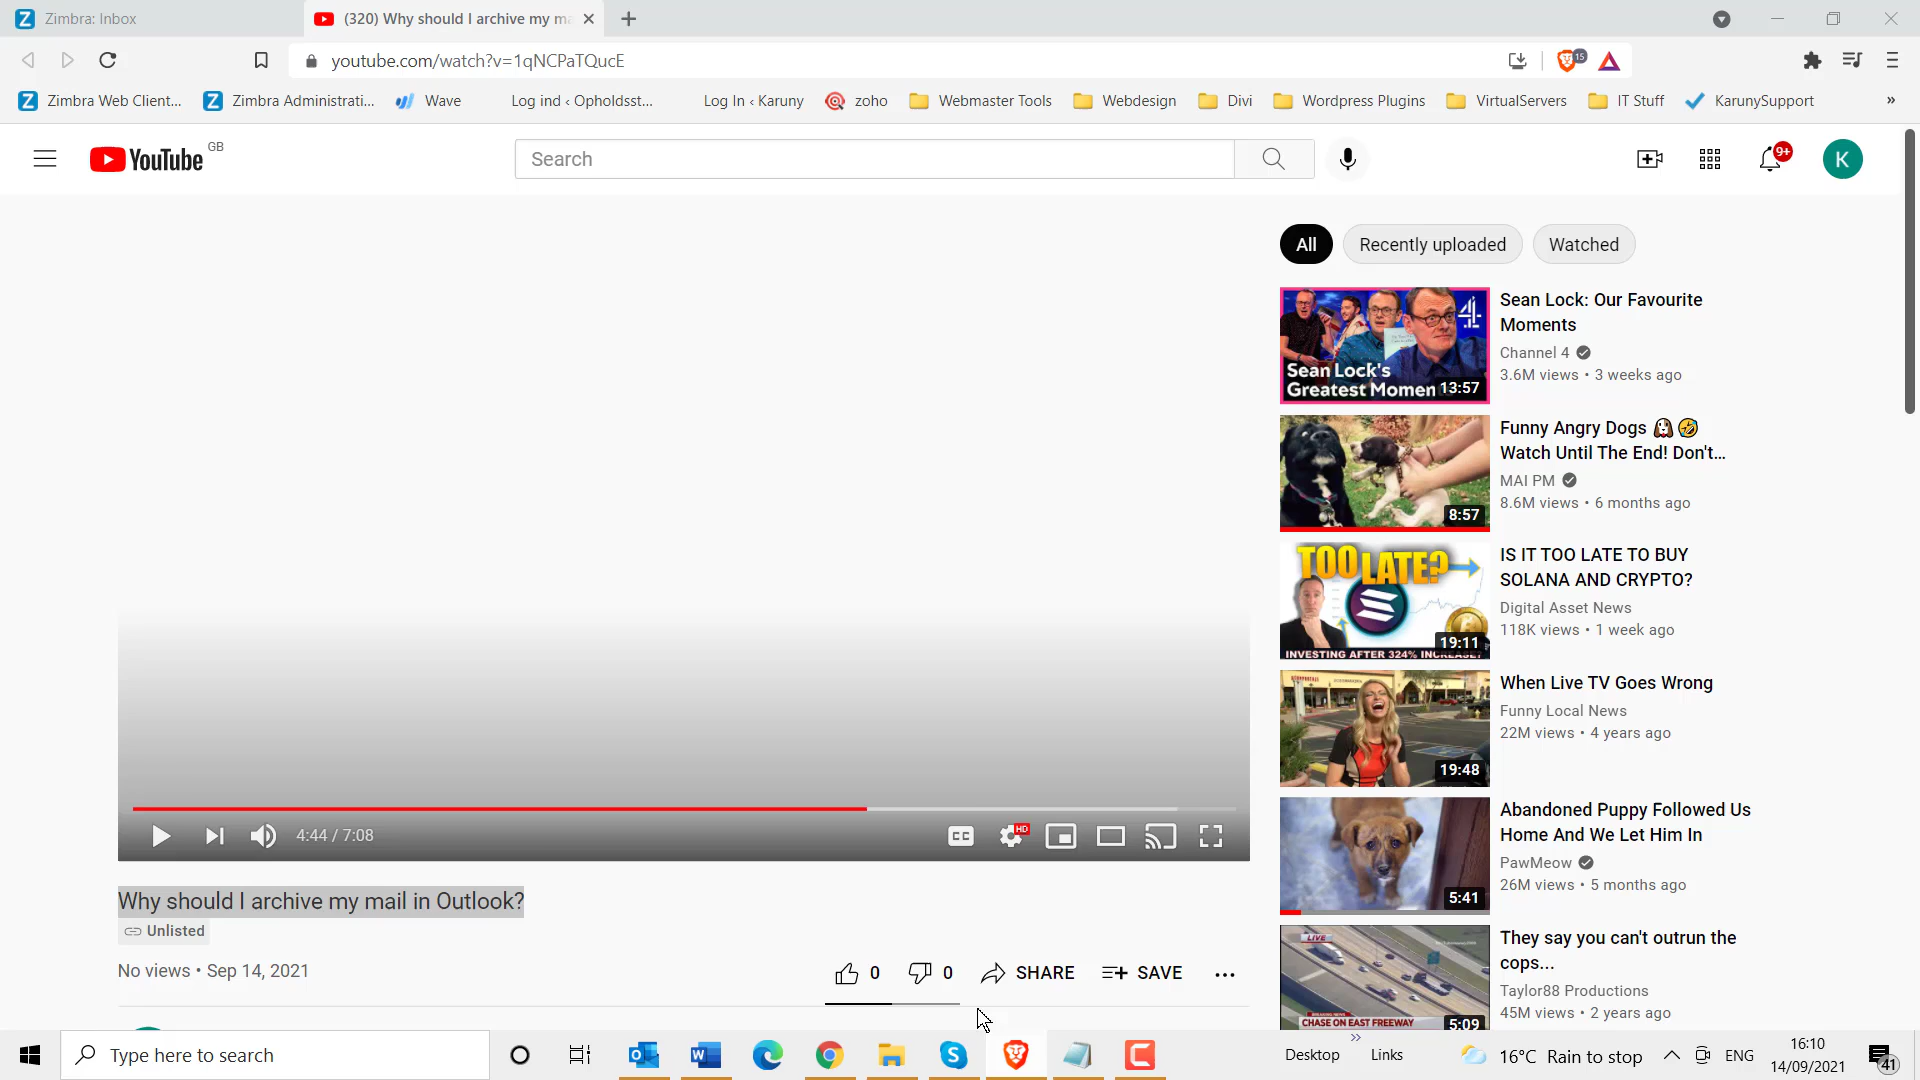 Zimbra: Inbox
(320) Why should I archive my m
youtube.com/watch?v=1qNCPaTQucE
15
Zimbra Web Client...
Zimbra Administrati...
Wave
Log ind ‹ Opholdsst...
Log In ‹ Karuny
zoho
Webmaster Tools
Webdesign
Divi
Wordpress Plugins
VirtualServers
IT Stuff
KarunySupport
»
YouTube GB
Search
9+
K
All
Recently uploaded
Watched
Sean Lock's
Greatest Momen
13:57
Sean Lock: Our Favourite
Moments
Channel 4
3.6M views • 3 weeks ago
8:57
Funny Angry Dogs 🐶🤣
Watch Until The End! Don't...
MAI PM
8.6M views • 6 months ago
TOO LATE?
19:11
INVESTING AFTER 324% INCREASE?
IS IT TOO LATE TO BUY
SOLANA AND CRYPTO?
Digital Asset News
118K views • 1 week ago
19:48
When Live TV Goes Wrong
Funny Local News
22M views • 4 years ago
5:41
Abandoned Puppy Followed Us
Home And We Let Him In
PawMeow
26M views • 5 months ago
LIVE
CHASE ON EAST FREEWAY
5:09
They say you can't outrun the
cops...
Taylor88 Productions
45M views • 2 years ago
4:44 / 7:08
CC
HD
Why should I archive my mail in Outlook?
Unlisted
No views • Sep 14, 2021
0
0
SHARE
SAVE
Type here to search
Desktop
»
Links
16°C Rain to stop
ENG
16:10
14/09/2021
41